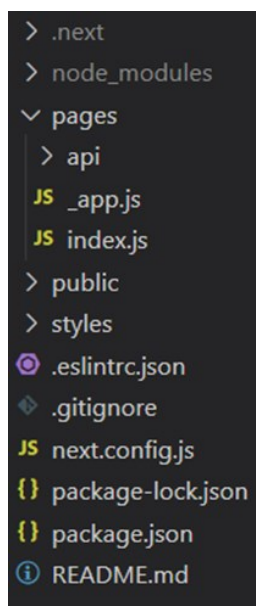 .next
node_modules
pages
api
JS _app.js
JS index.js
public
styles
.eslintrc.json
.gitignore
JS next.config.js
{} package-lock.json
{} package.json
README.md